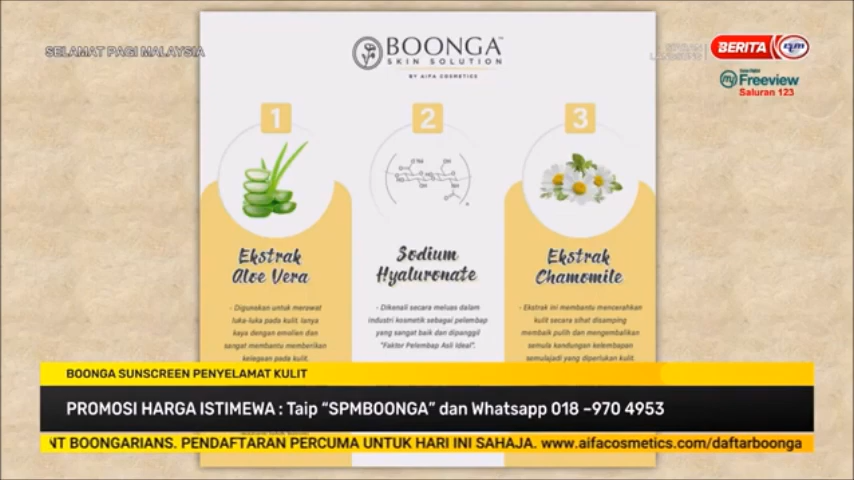 SELAMAT PAGI MALAYSIA
BOONGA™
SKIN SOLUTION
BY AIFA COSMETICS
BERITA rtm
my Freeview
Saluran 123
1
2
3
Ekstrak
Aloe Vera
- Digunakan untuk merawat
luka-luka pada kulit. Ianya
kaya dengan emolien dan
sangat membantu memberikan
kelegaan pada kulit.
Sodium
Hyaluronate
- Dikenali secara meluas dalam
industri kosmetik sebagai pelembap
yang sangat baik dan dipanggil
"Faktor Pelembap Asli Ideal".
Ekstrak
Chamomile
- Ekstrak ini membantu mencerahkan
kulit secara sihat disamping
membaik pulih dan mengembalikan
semula kandungan kelembapan
semulajadi yang diperlukan kulit.
BOONGA SUNSCREEN PENYELAMAT KULIT
PROMOSI HARGA ISTIMEWA : Taip “SPMBOONGA” dan Whatsapp 018 –970 4953
NT BOONGARIANS. PENDAFTARAN PERCUMA UNTUK HARI INI SAHAJA. www.aifacosmetics.com/daftarboonga